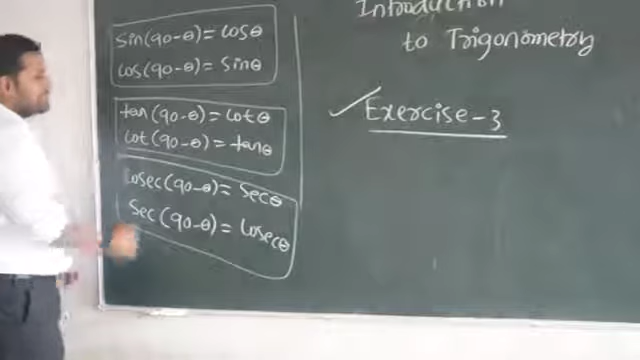 sin(90-θ) = cosθ
cos(90-θ) = sinθ
tan(90-θ) = cotθ
cot(90-θ) = tanθ
cosec(90-θ) = secθ
sec(90-θ) = cosecθ
Introduction
to Trigonometry
Exercise-3